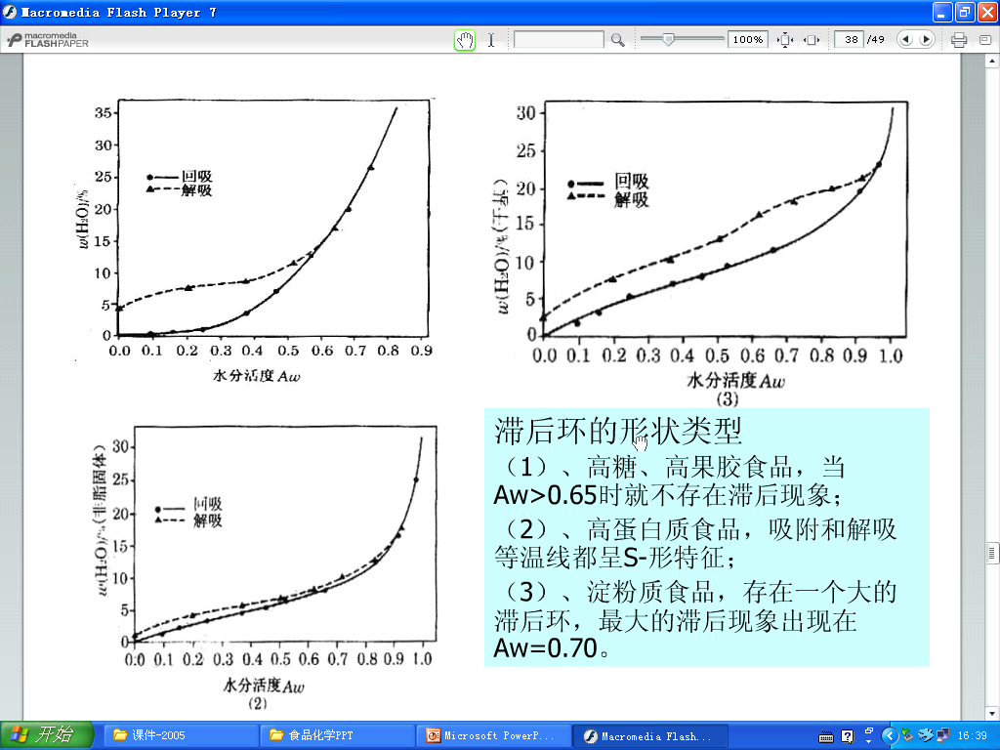 Macromedia Flash Player 7
macromedia
FLASHPAPER
100%
38 /49
35
30
25
20
15
10
5
0
w(H₂O)/%
回吸
解吸
0.0 0.1 0.2 0.3 0.4 0.5 0.6 0.7 0.8 0.9
水分活度 Aw
30
25
20
15
10
5
0
w(H₂O)/%(干基)
回吸
解吸
0.0 0.1 0.2 0.3 0.4 0.5 0.6 0.7 0.8 0.9 1.0
水分活度 Aw
(3)
30
25
20
15
10
5
0
w(H₂O)/%(非脂固体)
回吸
解吸
0.0 0.1 0.2 0.3 0.4 0.5 0.6 0.7 0.8 0.9 1.0
水分活度 Aw
(2)
滞后环的形状类型
（1）、高糖、高果胶食品，当
Aw>0.65时就不存在滞后现象；
（2）、高蛋白质食品，吸附和解吸
等温线都呈S-形特征；
（3）、淀粉质食品，存在一个大的
滞后环，最大的滞后现象出现在
Aw=0.70。
开始
课件-2005
食品化学PPT
Microsoft PowerP...
Macromedia Flash...
16:39